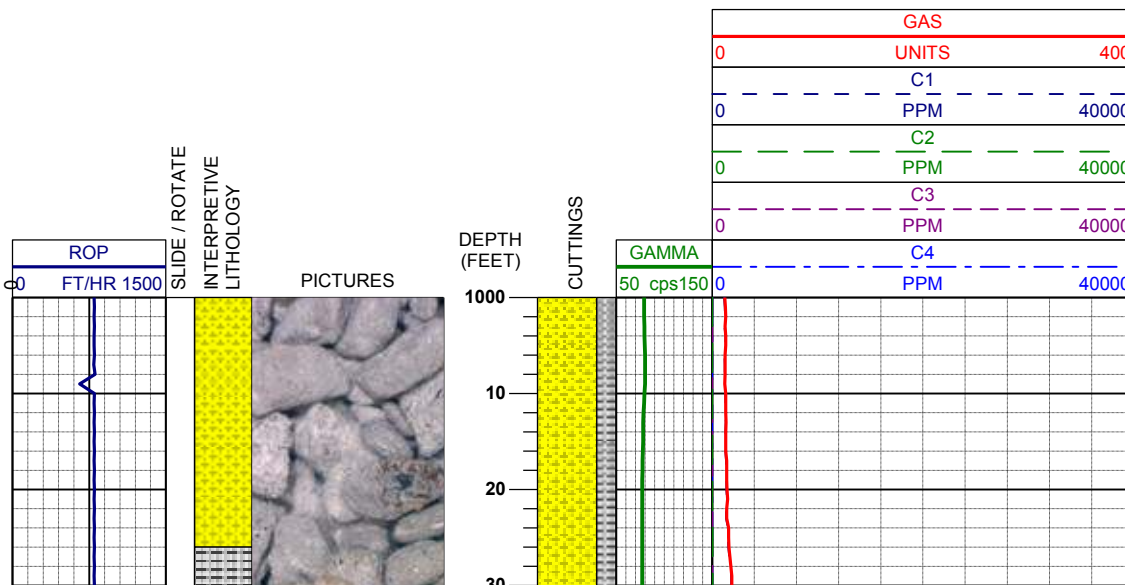 GAS
0 UNITS 400
C1
0 PPM 40000
C2
0 PPM 40000
C3
0 PPM 40000
C4
0 PPM 40000
ROP
0 FT/HR 1500
0
SLIDE / ROTATE
INTERPRETIVE
LITHOLOGY
PICTURES
DEPTH
(FEET)
CUTTINGS
GAMMA
50 cps150
1000
10
20
30